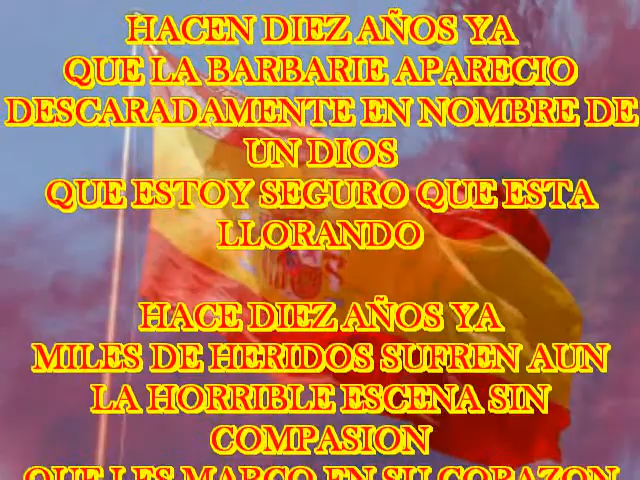 HACEN DIEZ AÑOS YA
QUE LA BARBARIE APARECIO
DESCARADAMENTE EN NOMBRE DE
UN DIOS
QUE ESTOY SEGURO QUE ESTA
LLORANDO
HACE DIEZ AÑOS YA
MILES DE HERIDOS SUFREN AUN
LA HORRIBLE ESCENA SIN
COMPASION
QUE LES MARCO EN SU CORAZON